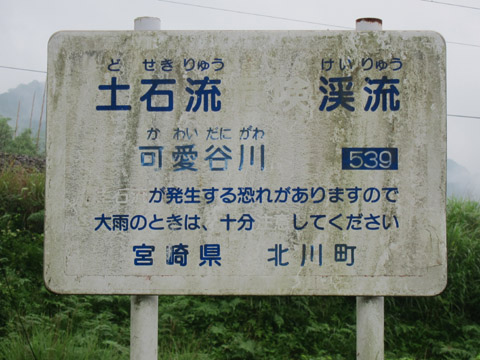 どせきりゅう けいりゅう
土石流 渓流
かわいだにがわ
可愛谷川 539
が発生する恐れがありますので
大雨のときは、十分 してください
宮崎県 北川町